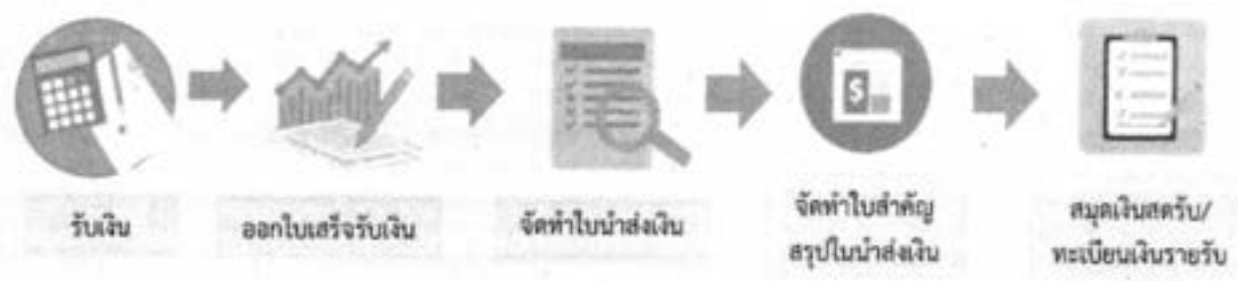 รับเงิน
ออกใบเสร็จรับเงิน
จัดทำใบนำส่งเงิน
จัดทำใบสำคัญ
สรุปใบนำส่งเงิน
สมุดเงินสดรับ/
ทะเบียนเงินรายรับ